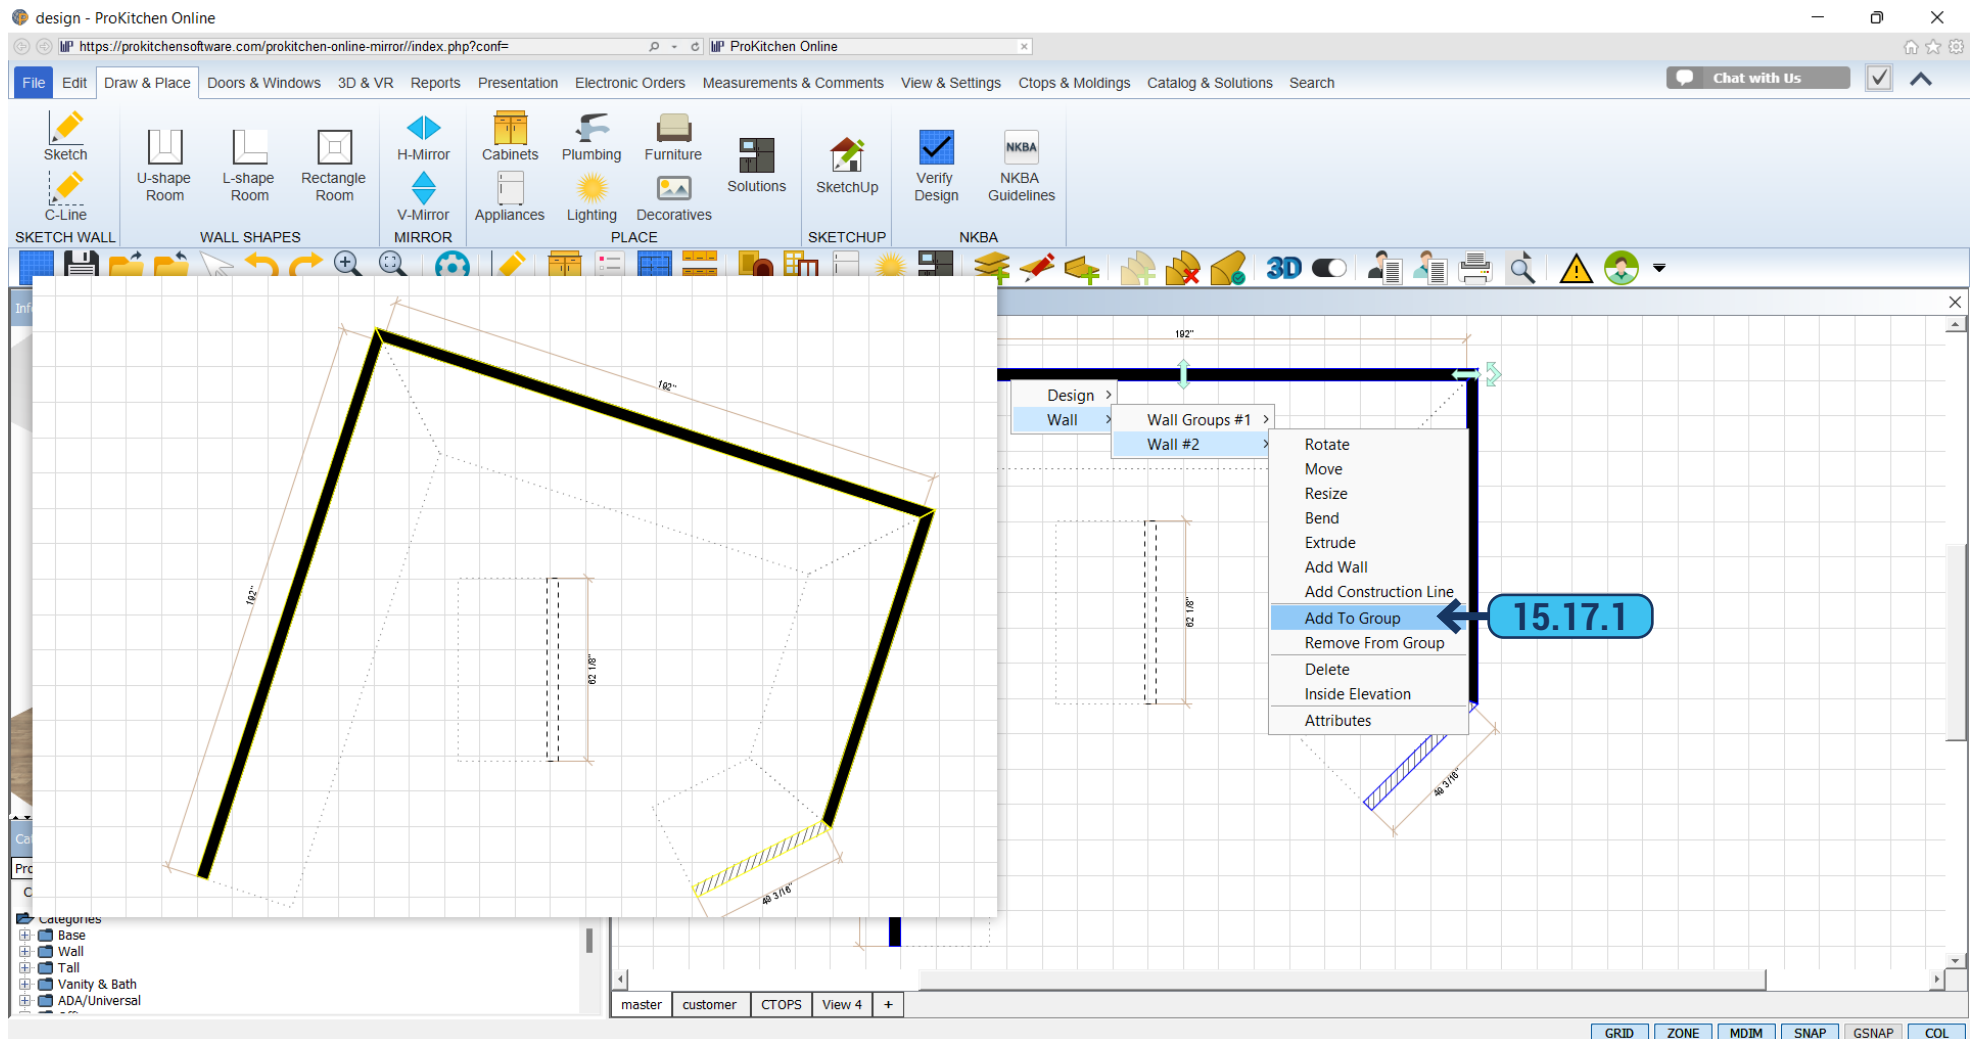 design - ProKitchen Online
https://prokitchensoftware.com/prokitchen-online-mirror//index.php?conf=
ProKitchen Online
File Edit Draw & Place Doors & Windows 3D & VR Reports Presentation Electronic Orders Measurements & Comments View & Settings Ctops & Moldings Catalog & Solutions Search
Chat with Us
Sketch
C-Line
SKETCH WALL
U-shape
Room
L-shape
Room
Rectangle
Room
WALL SHAPES
H-Mirror
V-Mirror
MIRROR
Cabinets
Plumbing
Furniture
Appliances
Lighting
Decoratives
Solutions
PLACE
SketchUp
SKETCHUP
Verify
Design
NKBA
NKBA
Guidelines
NKBA
3D
Inf
192"
192"
62 1/8"
49 3/16"
192"
Design
Wall
Wall Groups #1
Wall #2
Rotate
Move
Resize
Bend
Extrude
Add Wall
Add Construction Line
Add To Group
Remove From Group
Delete
Inside Elevation
Attributes
15.17.1
62 1/8"
49 3/16"
Cat
Pro
C
Categories
Base
Wall
Tall
Vanity & Bath
ADA/Universal
master customer CTOPS View 4 +
GRID ZONE MDIM SNAP GSNAP COL